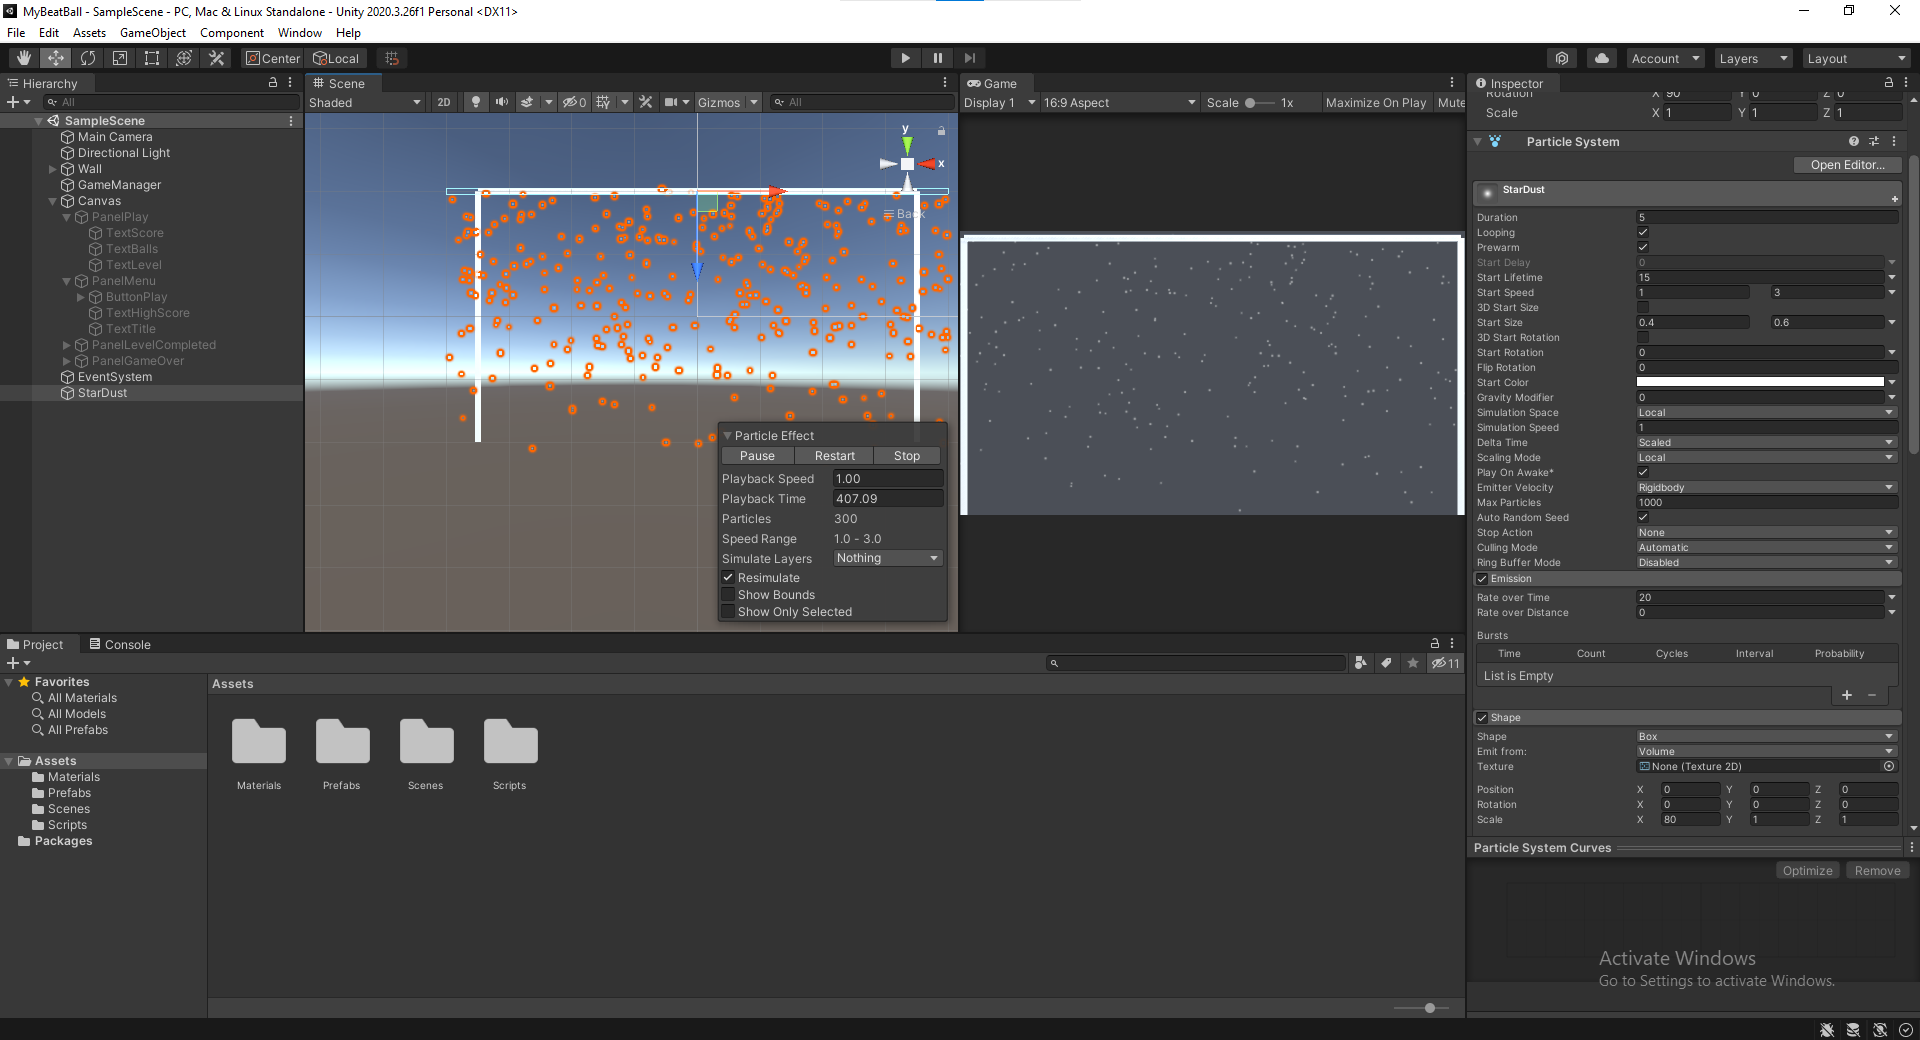 MyBeatBall - SampleScene - PC, Mac & Linux Standalone - Unity 2020.3.26f1 Personal <DX11>
File Edit Assets GameObject Component Window Help
Center Local Account Layers Layout
Hierarchy
All
SampleScene
Main Camera
Directional Light
Wall
GameManager
Canvas
PanelPlay
TextScore
TextBalls
TextLevel
PanelMenu
ButtonPlay
TextHighScore
TextTitle
PanelLevelCompleted
PanelGameOver
EventSystem
StarDust
Scene
Shaded 2D 0 Gizmos All
y
x
Back
Particle Effect
Pause Restart Stop
Playback Speed 1.00
Playback Time 407.09
Particles 300
Speed Range 1.0 - 3.0
Simulate Layers Nothing
Resimulate
Show Bounds
Show Only Selected
Game
Display 1 16:9 Aspect Scale 1x Maximize On Play Mute
Inspector
Rotation X 90 Y 0 Z 0
Scale X 1 Y 1 Z 1
Particle System
Open Editor...
StarDust
Duration 5
Looping
Prewarm
Start Delay 0
Start Lifetime 15
Start Speed 1 3
3D Start Size
Start Size 0.4 0.6
3D Start Rotation
Start Rotation 0
Flip Rotation 0
Start Color
Gravity Modifier 0
Simulation Space Local
Simulation Speed 1
Delta Time Scaled
Scaling Mode Local
Play On Awake*
Emitter Velocity Rigidbody
Max Particles 1000
Auto Random Seed
Stop Action None
Culling Mode Automatic
Ring Buffer Mode Disabled
Emission
Rate over Time 20
Rate over Distance 0
Bursts
Time Count Cycles Interval Probability
List is Empty
Shape
Shape Box
Emit from: Volume
Texture None (Texture 2D)
Position X 0 Y 0 Z 0
Rotation X 0 Y 0 Z 0
Scale X 80 Y 1 Z 1
Particle System Curves
Optimize Remove
Project Console
11
Favorites
All Materials
All Models
All Prefabs
Assets
Materials
Prefabs
Scenes
Scripts
Packages
Assets
Materials Prefabs Scenes Scripts
Activate Windows
Go to Settings to activate Windows.